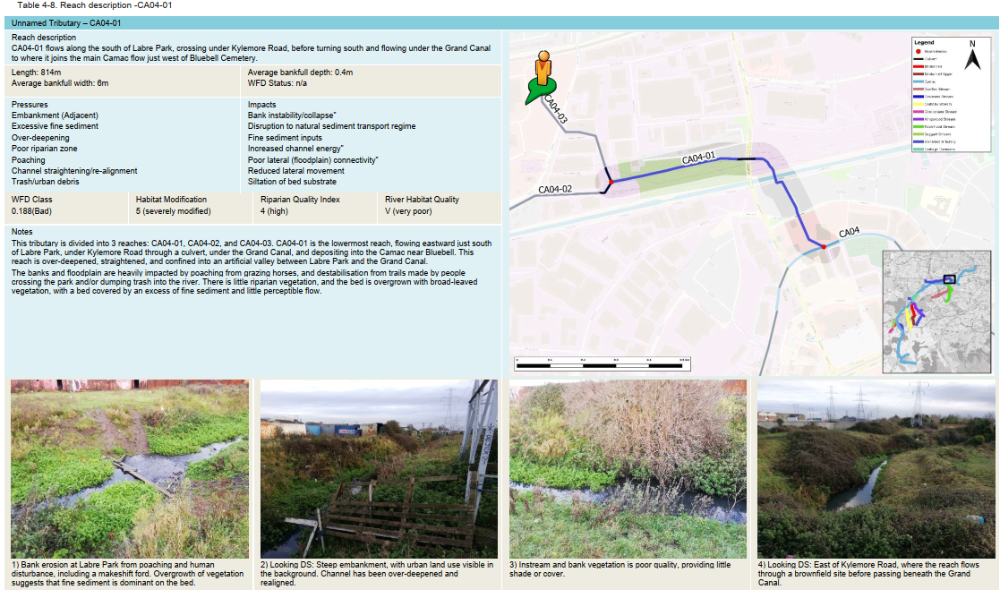 Table 4-8. Reach description -CA04-01
Unnamed Tributary – CA04-01
Reach description
CA04-01 flows along the south of Labre Park, crossing under Kylemore Road, before turning south and flowing under the Grand Canal
to where it joins the main Camac flow just west of Bluebell Cemetery.
Length: 814m
Average bankfull width: 6m
Average bankfull depth: 0.4m
WFD Status: n/a
Pressures
Embankment (Adjacent)
Excessive fine sediment
Over-deepening
Poor riparian zone
Poaching
Channel straightening/re-alignment
Trash/urban debris
Impacts
Bank instability/collapse"
Disruption to natural sediment transport regime
Fine sediment inputs
Increased channel energy"
Poor lateral (floodplain) connectivity"
Reduced lateral movement
Siltation of bed substrate
WFD Class
0.188(Bad)
Habitat Modification
5 (severely modified)
Riparian Quality Index
4 (high)
River Habitat Quality
V (very poor)
Notes
This tributary is divided into 3 reaches: CA04-01, CA04-02, and CA04-03. CA04-01 is the lowermost reach, flowing eastward just south
of Labre Park, under Kylemore Road through a culvert, under the Grand Canal, and depositing into the Camac near Bluebell. This
reach is over-deepened, straightened, and confined into an artificial valley between Labre Park and the Grand Canal.
The banks and floodplain are heavily impacted by poaching from grazing horses, and destabilisation from trails made by people
crossing the park and/or dumping trash into the river. There is little riparian vegetation, and the bed is overgrown with broad-leaved
vegetation, with a bed covered by an excess of fine sediment and little perceptible flow.
CA04-03
CA04-01
CA04-02
CA04
Legend
N
1) Bank erosion at Labre Park from poaching and human
disturbance, including a makeshift ford. Overgrowth of vegetation
suggests that fine sediment is dominant on the bed.
2) Looking DS: Steep embankment, with urban land use visible in
the background. Channel has been over-deepened and
realigned.
3) Instream and bank vegetation is poor quality, providing little
shade or cover.
4) Looking DS: East of Kylemore Road, where the reach flows
through a brownfield site before passing beneath the Grand
Canal.